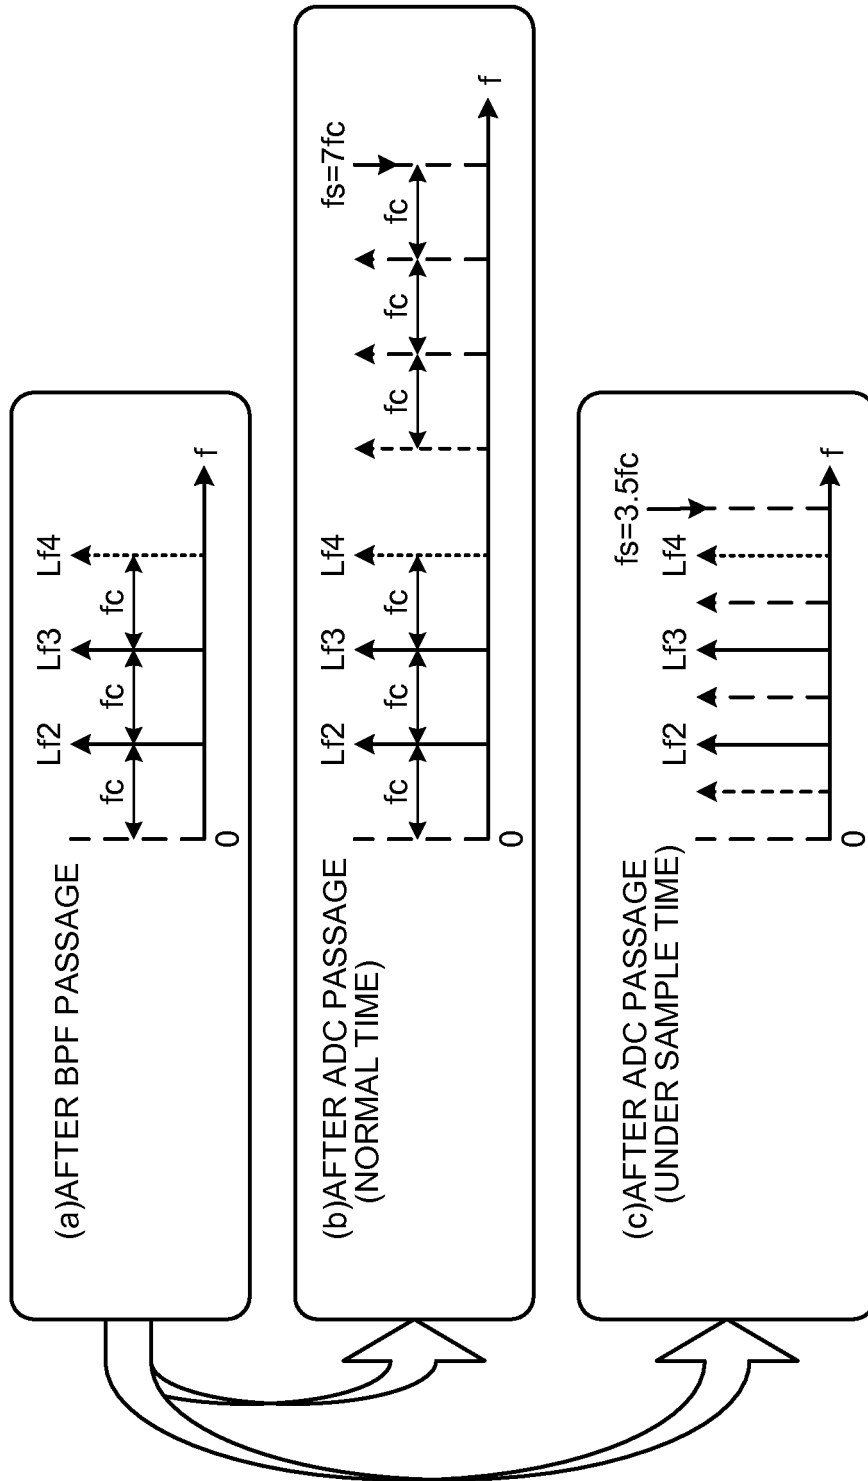 (a)AFTER BPF PASSAGE
Lf2
Lf3
Lf4
fc
fc
fc
0
f
(b)AFTER ADC PASSAGE
(NORMAL TIME)
Lf2
Lf3
Lf4
fs=7fc
fc
fc
fc
fc
fc
fc
0
f
(c)AFTER ADC PASSAGE
(UNDER SAMPLE TIME)
Lf2
Lf3
Lf4
fs=3.5fc
0
f